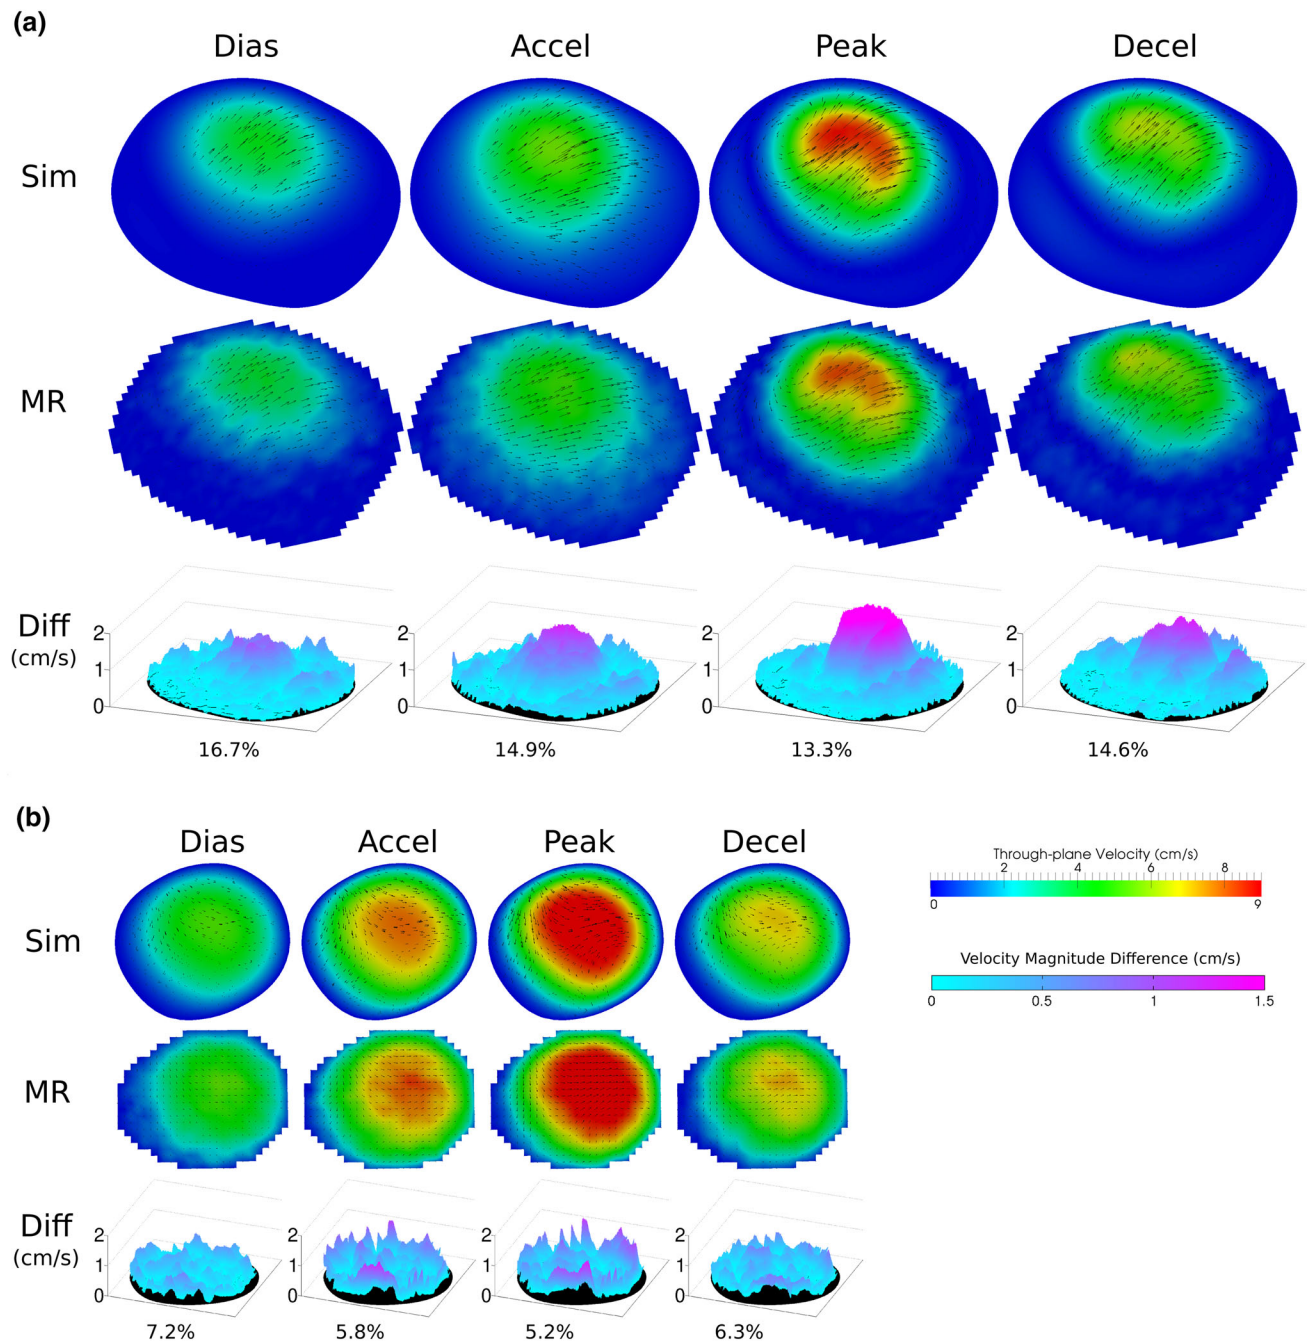 (a)
Dias Accel Peak Decel
Sim
MR
Diff
(cm/s)
2 2 2 2
1 1 1 1
0 0 0 0
16.7% 14.9% 13.3% 14.6%
(b)
Dias Accel Peak Decel
Sim
MR
Diff
(cm/s)
2 2 2 2
1 1 1 1
0 0 0 0
7.2% 5.8% 5.2% 6.3%
Through-plane Velocity (cm/s)
2 4 6 8
0 9
Velocity Magnitude Difference (cm/s)
0 0.5 1 1.5